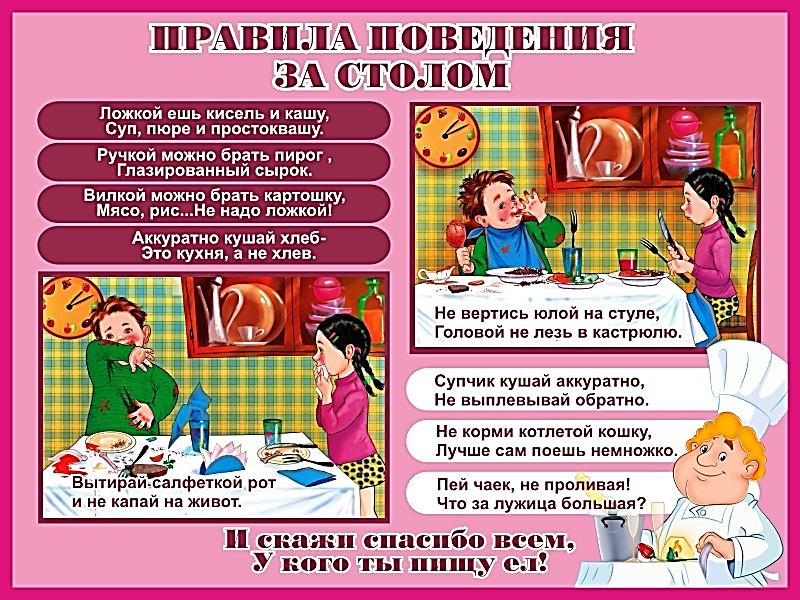 ПРАВИЛА ПОВЕДЕНИЯ
ЗА СТОЛОМ
Ложкой ешь кисель и кашу,
Суп, пюре и простоквашу.
Ручкой можно брать пирог ,
Глазированный сырок.
Вилкой можно брать картошку,
Мясо, рис...Не надо ложкой!
Аккуратно кушай хлеб-
Это кухня, а не хлев.
Вытирай салфеткой рот
и не капай на живот.
Не вертись юлой на стуле,
Головой не лезь в кастрюлю.
Супчик кушай аккуратно,
Не выплевывай обратно.
Не корми котлетой кошку,
Лучше сам поешь немножко.
Пей чаек, не проливая!
Что за лужица большая?
И скажи спасибо всем,
У кого ты пищу ел!